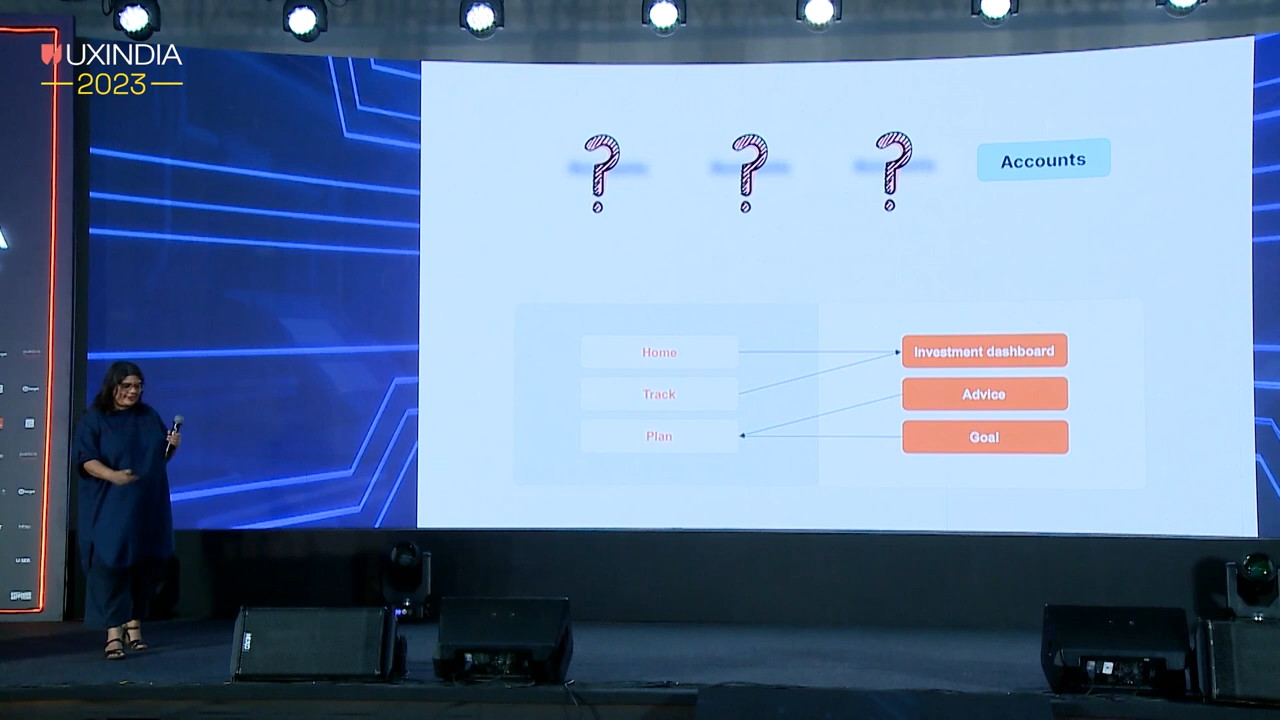 UXINDIA
2023
? ? ? Accounts
Home Investment dashboard
Track Advice
Plan Goal